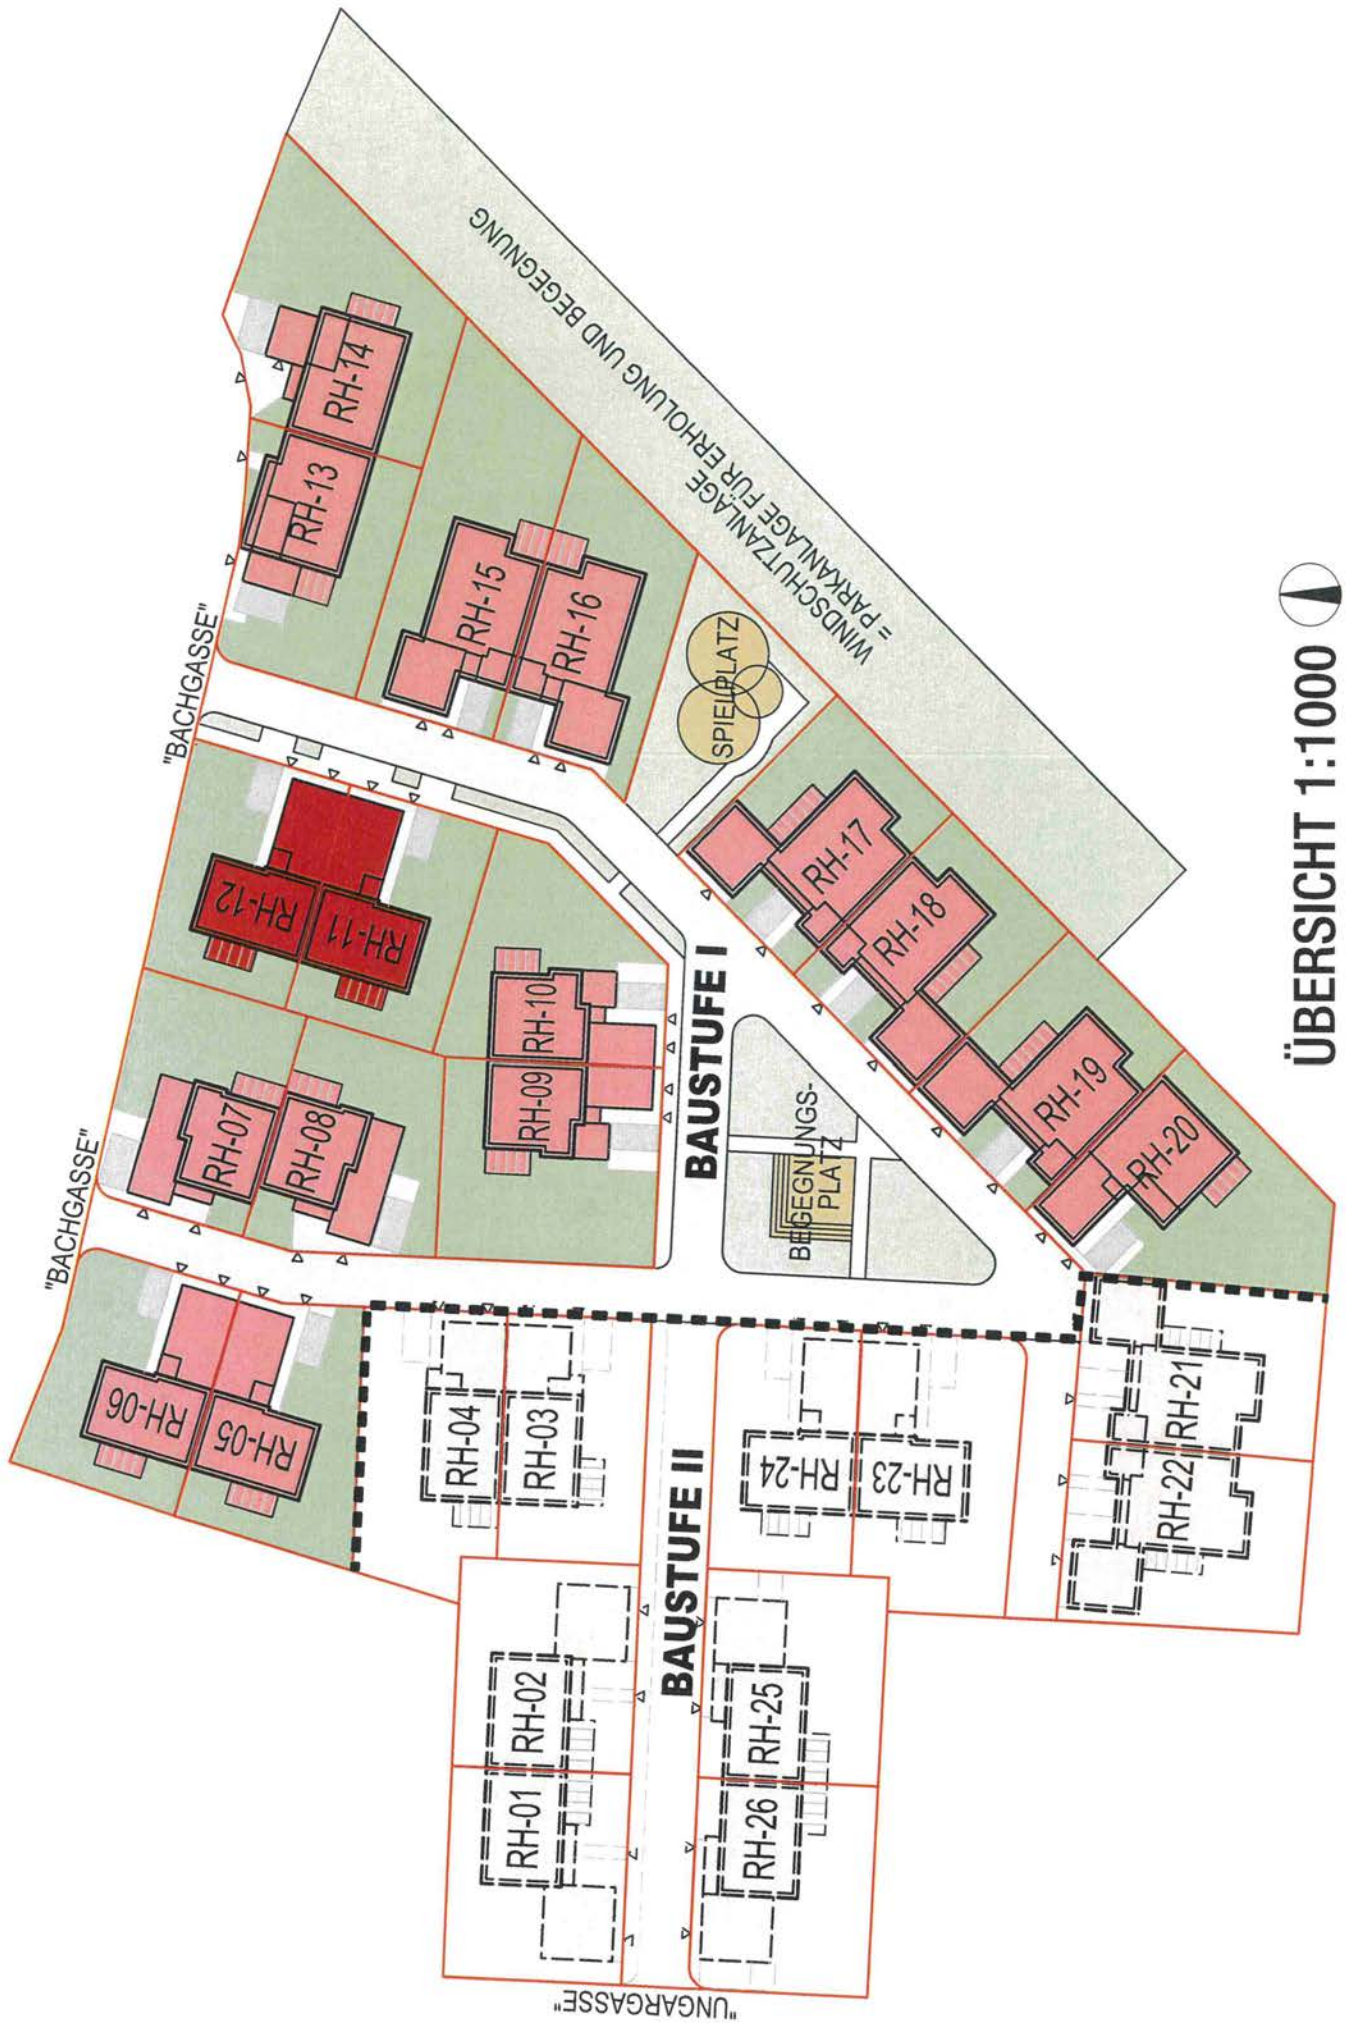 "BACHGASSE"
"BACHGASSE"
"UNGARGASSE"
RH-14
RH-13
RH-15
RH-16
RH-12
RH-11
RH-10
RH-09
RH-07
RH-08
RH-06
RH-05
RH-17
RH-18
RH-19
RH-20
RH-04
RH-03
RH-24
RH-23
RH-21
RH-22
RH-02
RH-01
RH-25
RH-26
WINDSCHUTZANLAGE
= PARKANLAGE FÜR ERHOLUNG UND BEGEGNUNG
SPIELPLATZ
BEGEGNUNGS-
PLATZ
BAUSTUFE I
BAUSTUFE II
ÜBERSICHT 1:1000